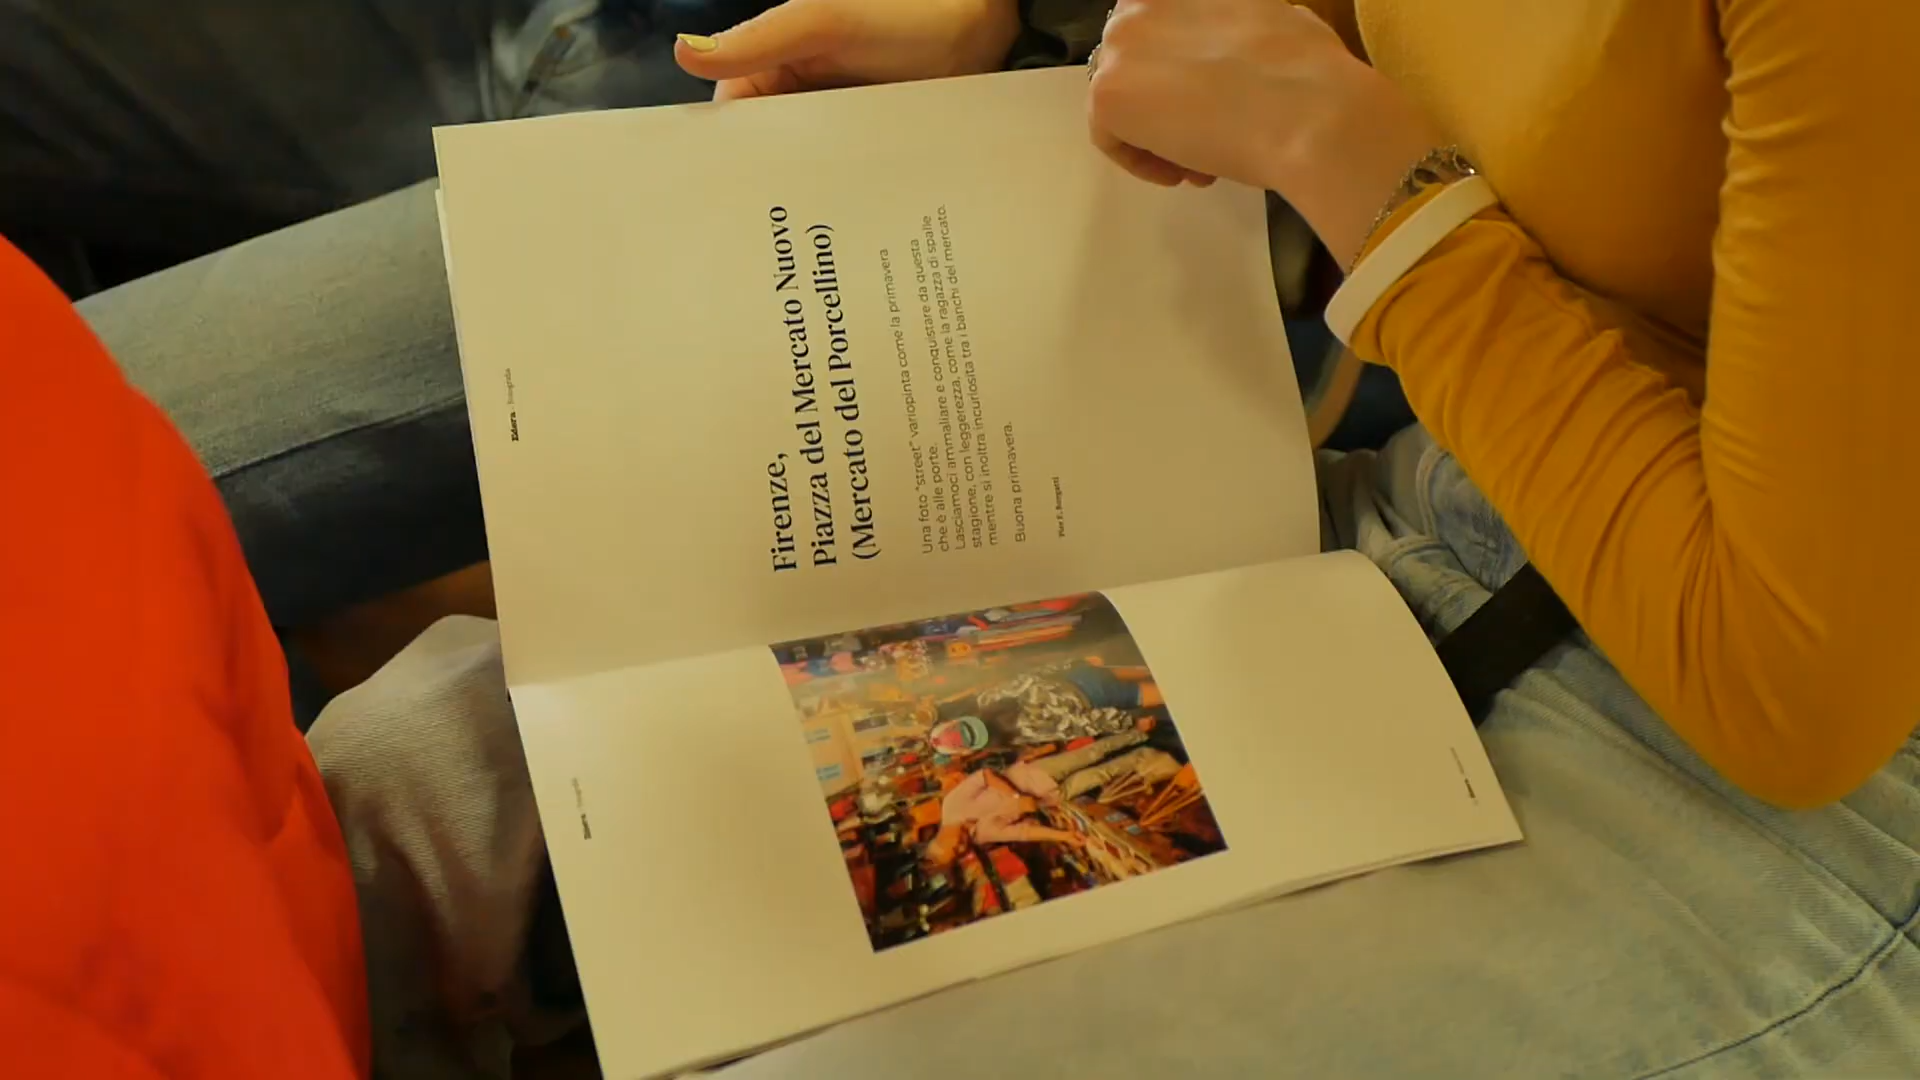 Edera Fotografia
Firenze,
Piazza del Mercato Nuovo
(Mercato del Porcellino)
Una foto "street" variopinta come la primavera
che è alle porte.
Lasciamoci ammaliare e conquistare da questa
stagione, con leggerezza, come la ragazza di spalle
mentre si inoltra incuriosita tra i banchi del mercato.
Buona primavera.